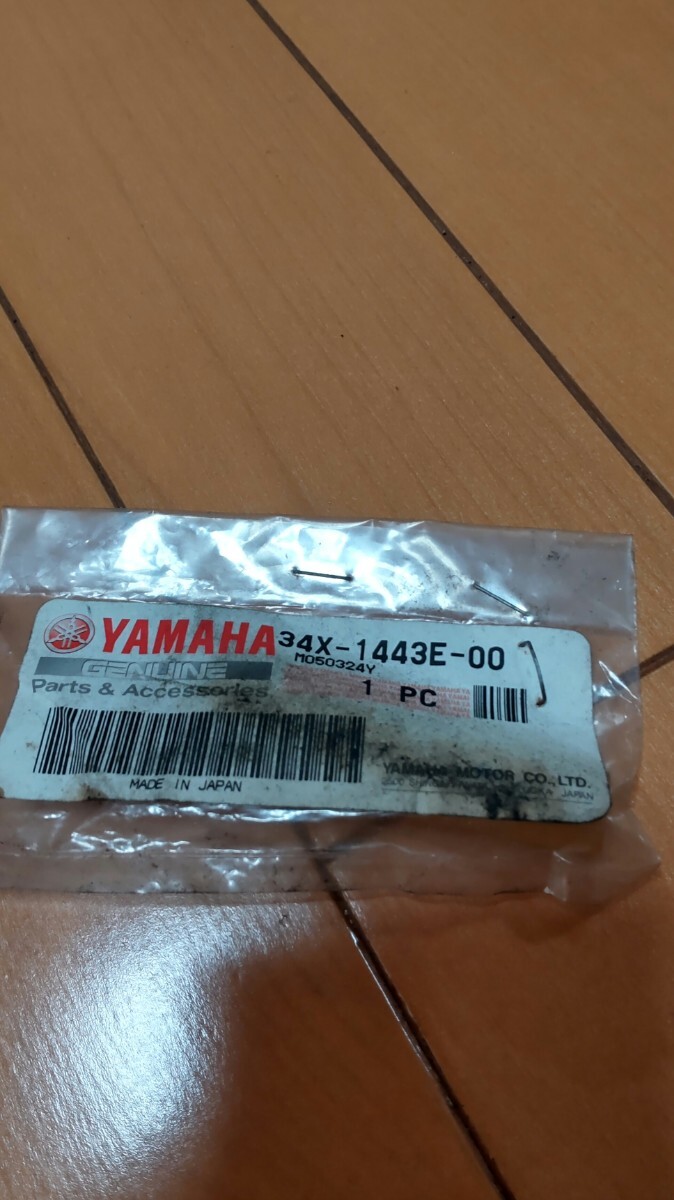 YAMAHA 34X-1443E-00
GENUINE M050324Y
Parts & Accessories 1 PC
YAMAHA MOTOR CO.,LTD.
MADE IN JAPAN JAPAN